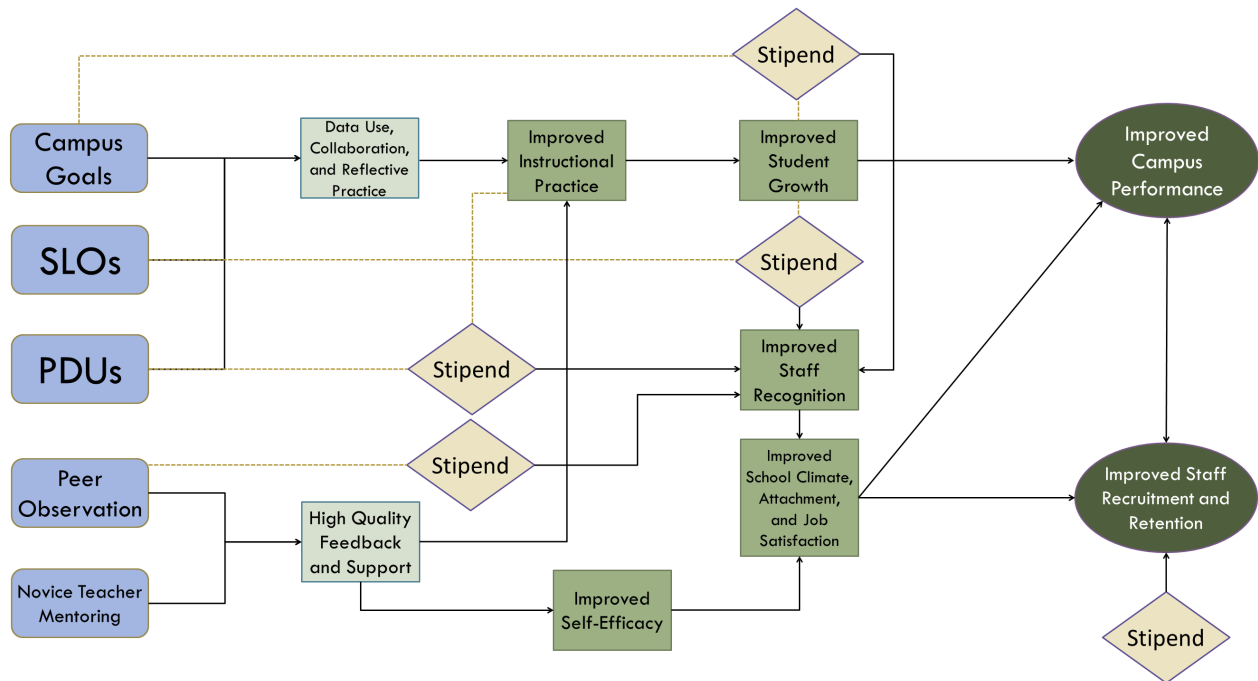 Stipend
Campus
Goals
Data Use,
Collaboration,
and Reflective
Practice
Improved
Instructional
Practice
Improved
Student
Growth
Improved
Campus
Performance
SLOs
Stipend
PDUs
Stipend
Improved
Staff
Recognition
Peer
Observation
Stipend
Improved
School Climate,
Attachment,
and Job
Satisfaction
Improved Staff
Recruitment and
Retention
High Quality
Feedback
and Support
Novice Teacher
Mentoring
Improved
Self-Efficacy
Stipend